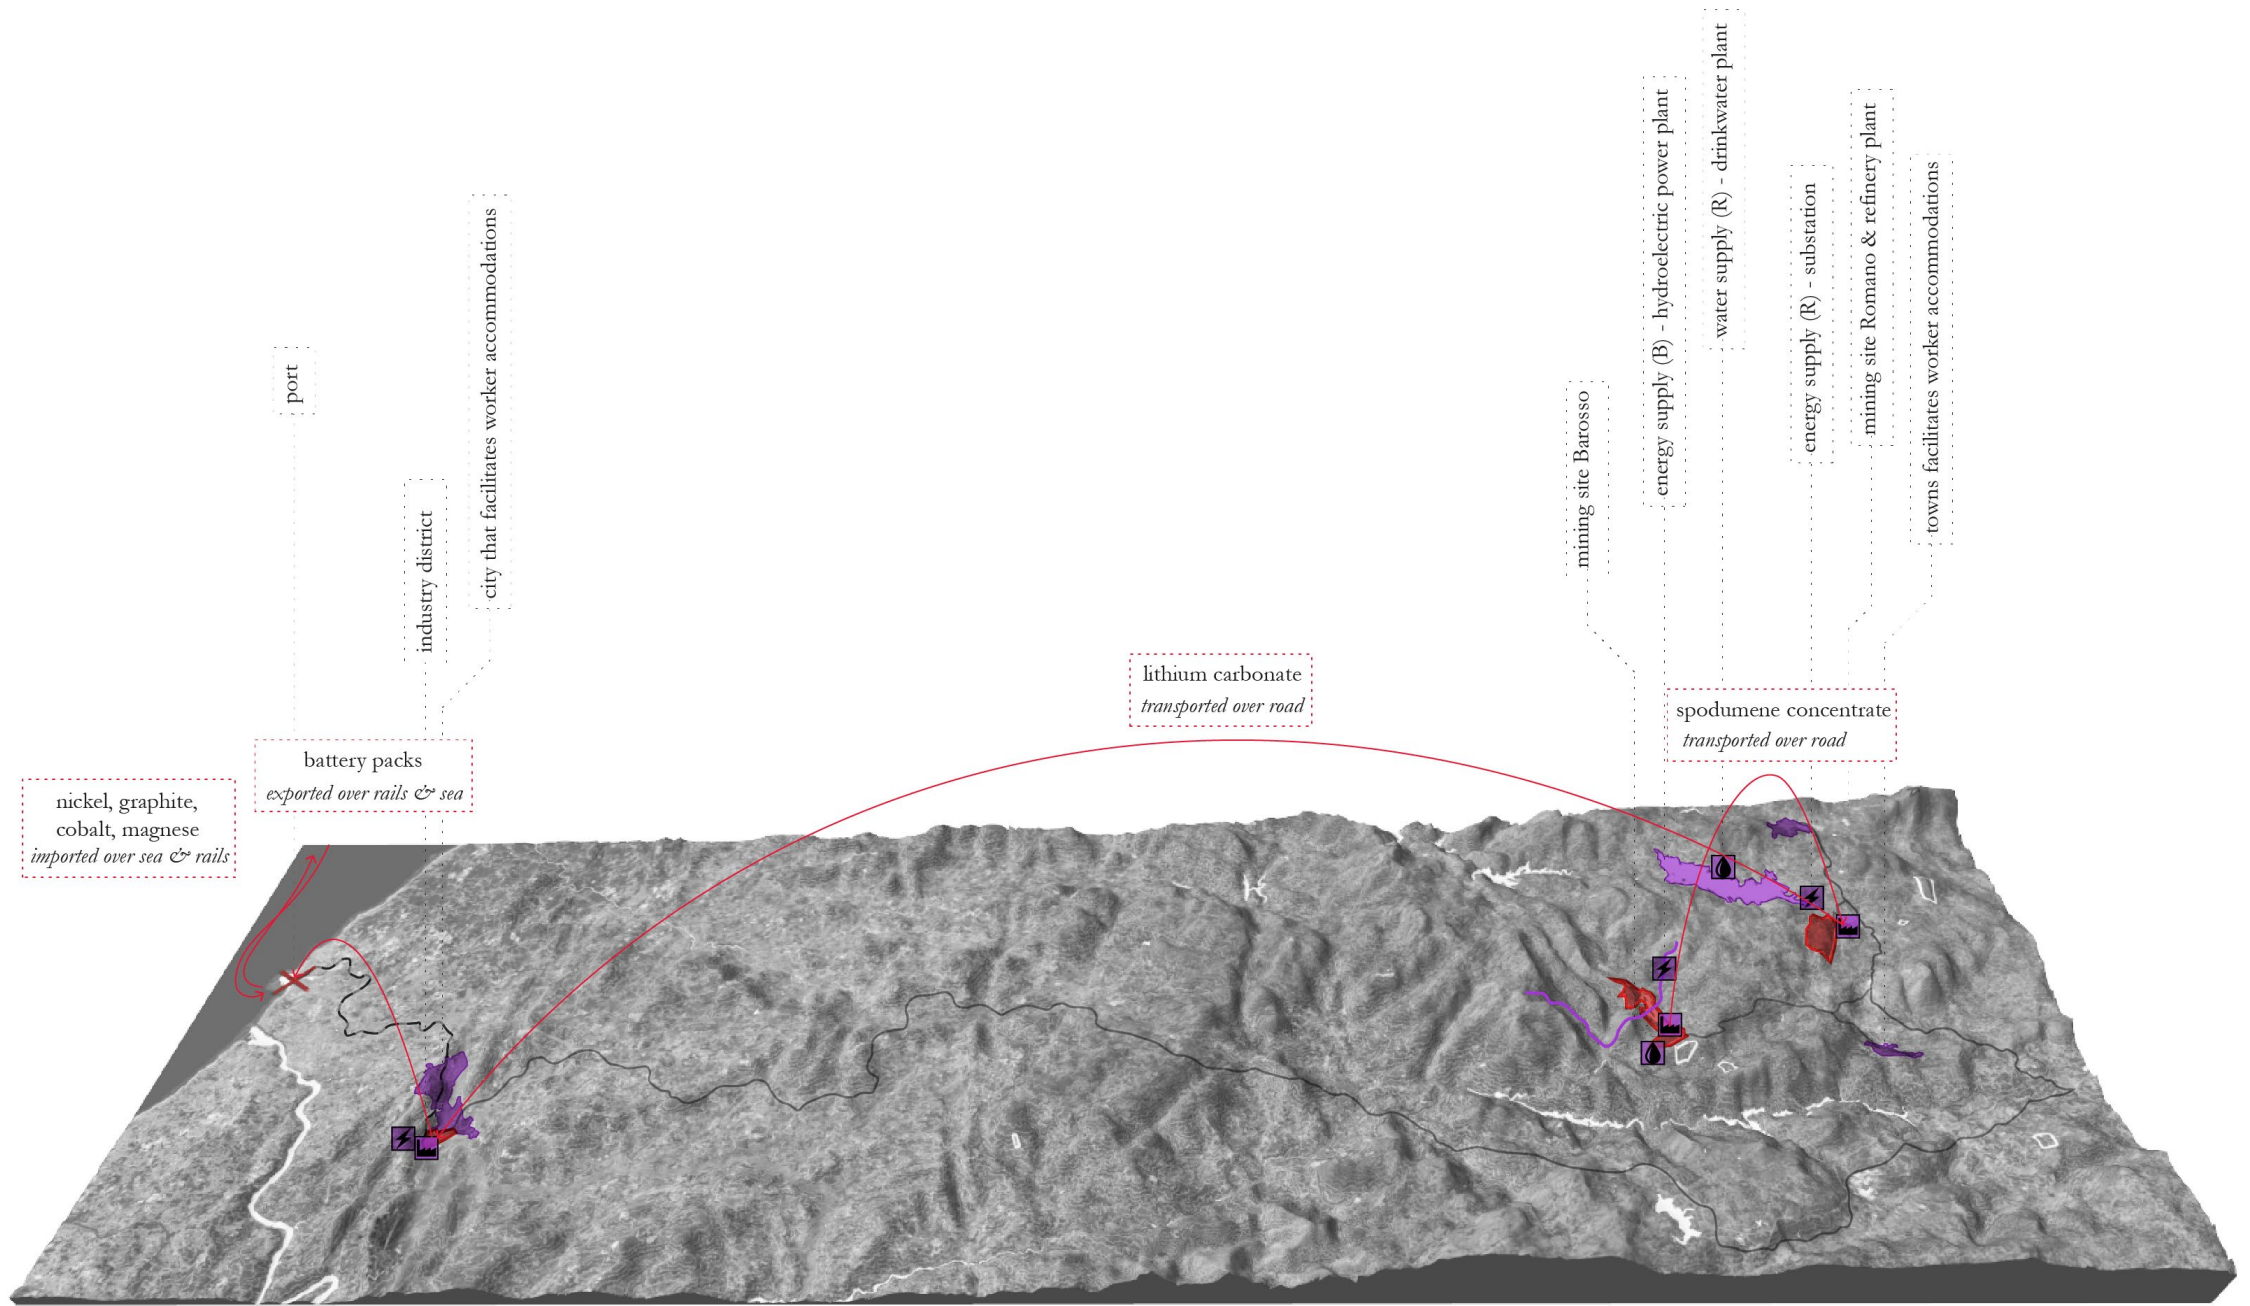 port
industry district
city that facilitates worker accommodations
mining site Barosso
energy supply (B) - hydroelectric power plant
water supply (R) - drinkwater plant
energy supply (R) - substation
mining site Romano & refinery plant
towns facilitates worker accommodations
lithium carbonate
transported over road
spodumene concentrate
transported over road
battery packs
exported over rails & sea
nickel, graphite,
cobalt, magnese
imported over sea & rails